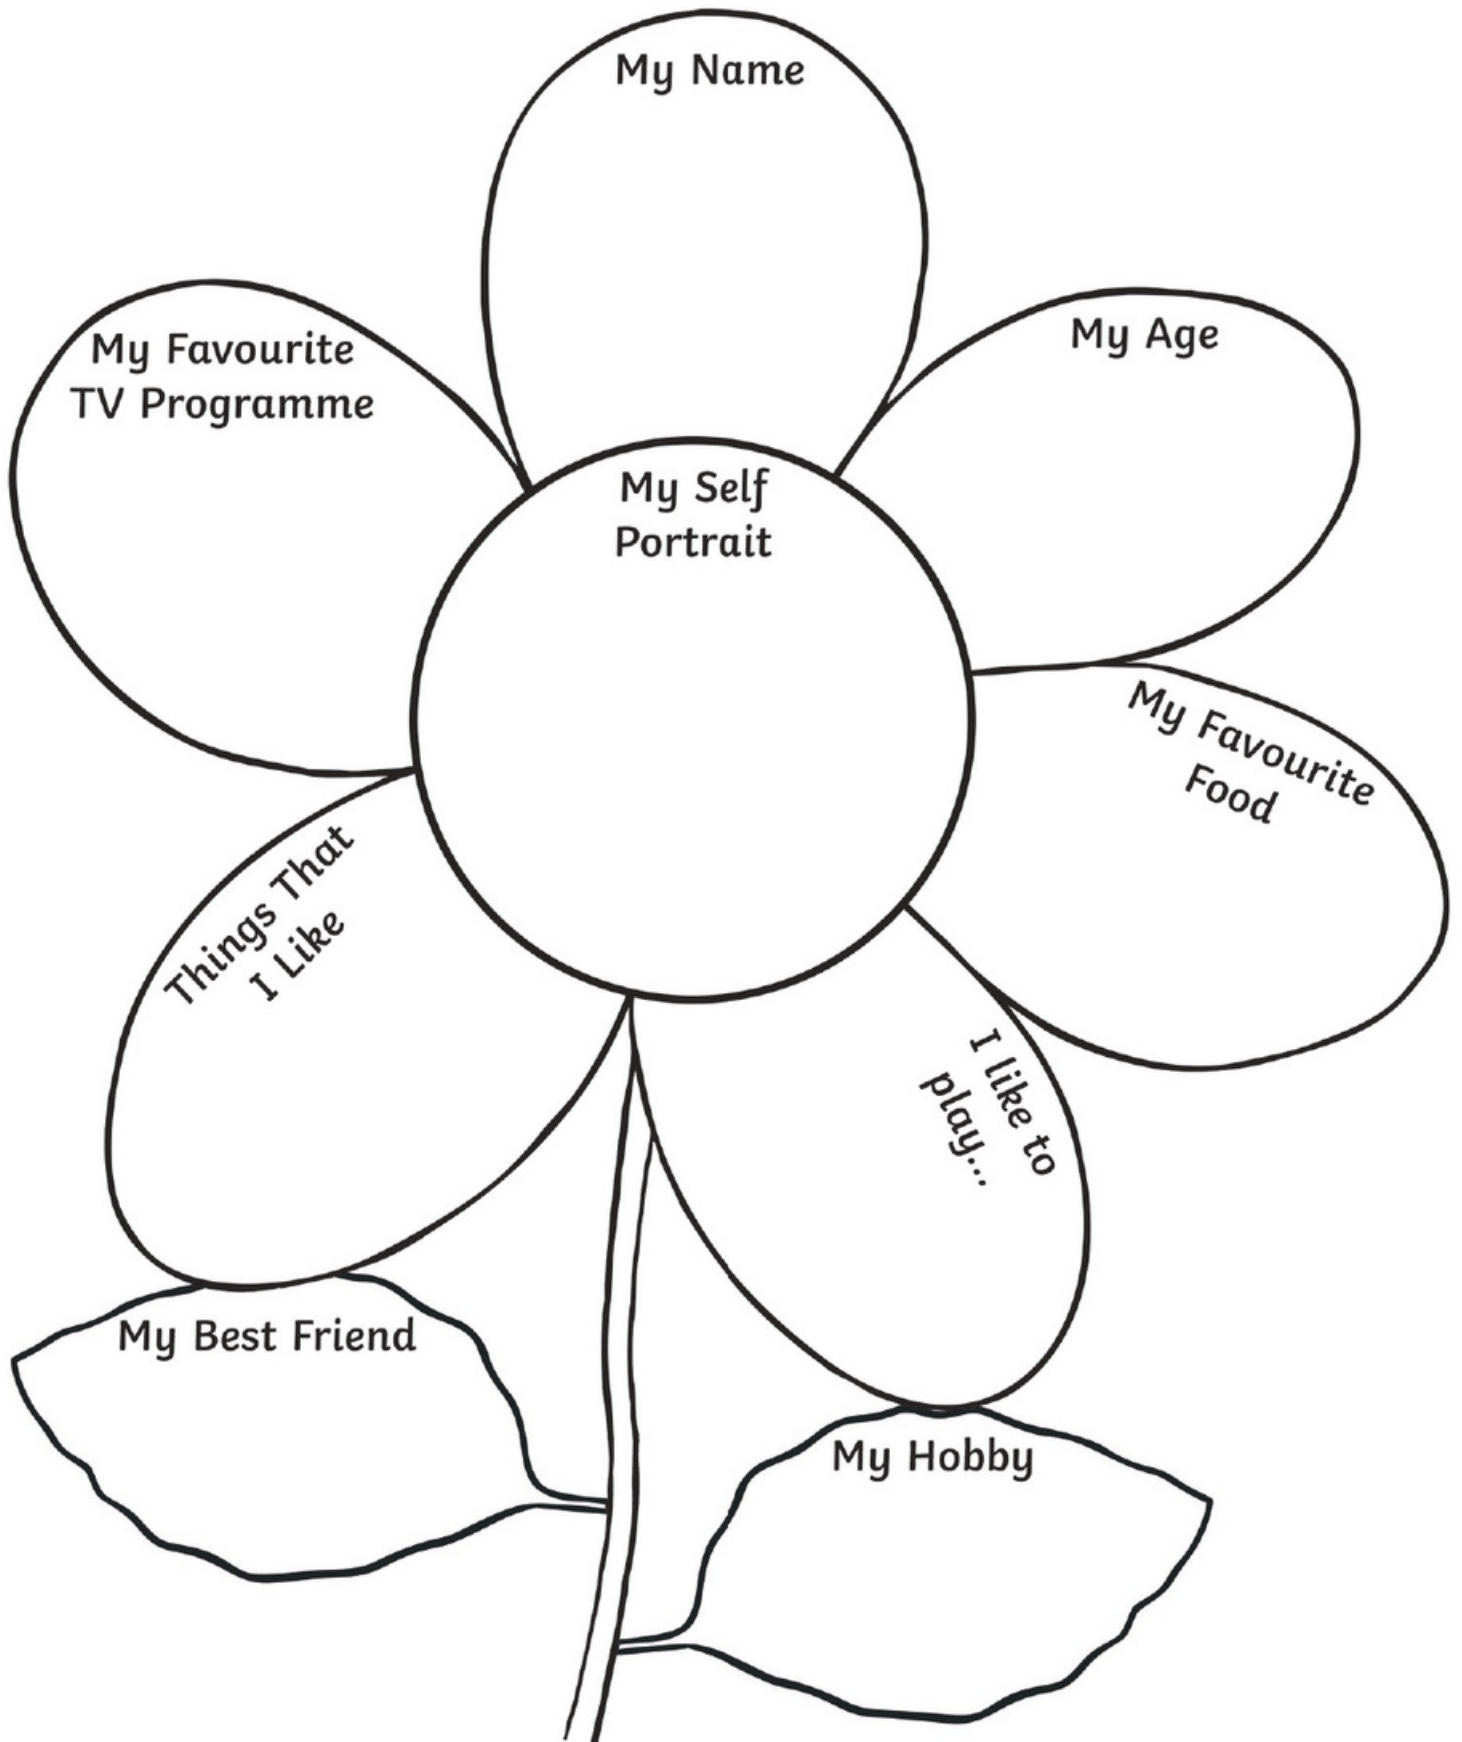 My Name
My Favourite
TV Programme
My Age
My Self
Portrait
My Favourite
Food
Things That
I Like
I like to
play...
My Best Friend
My Hobby